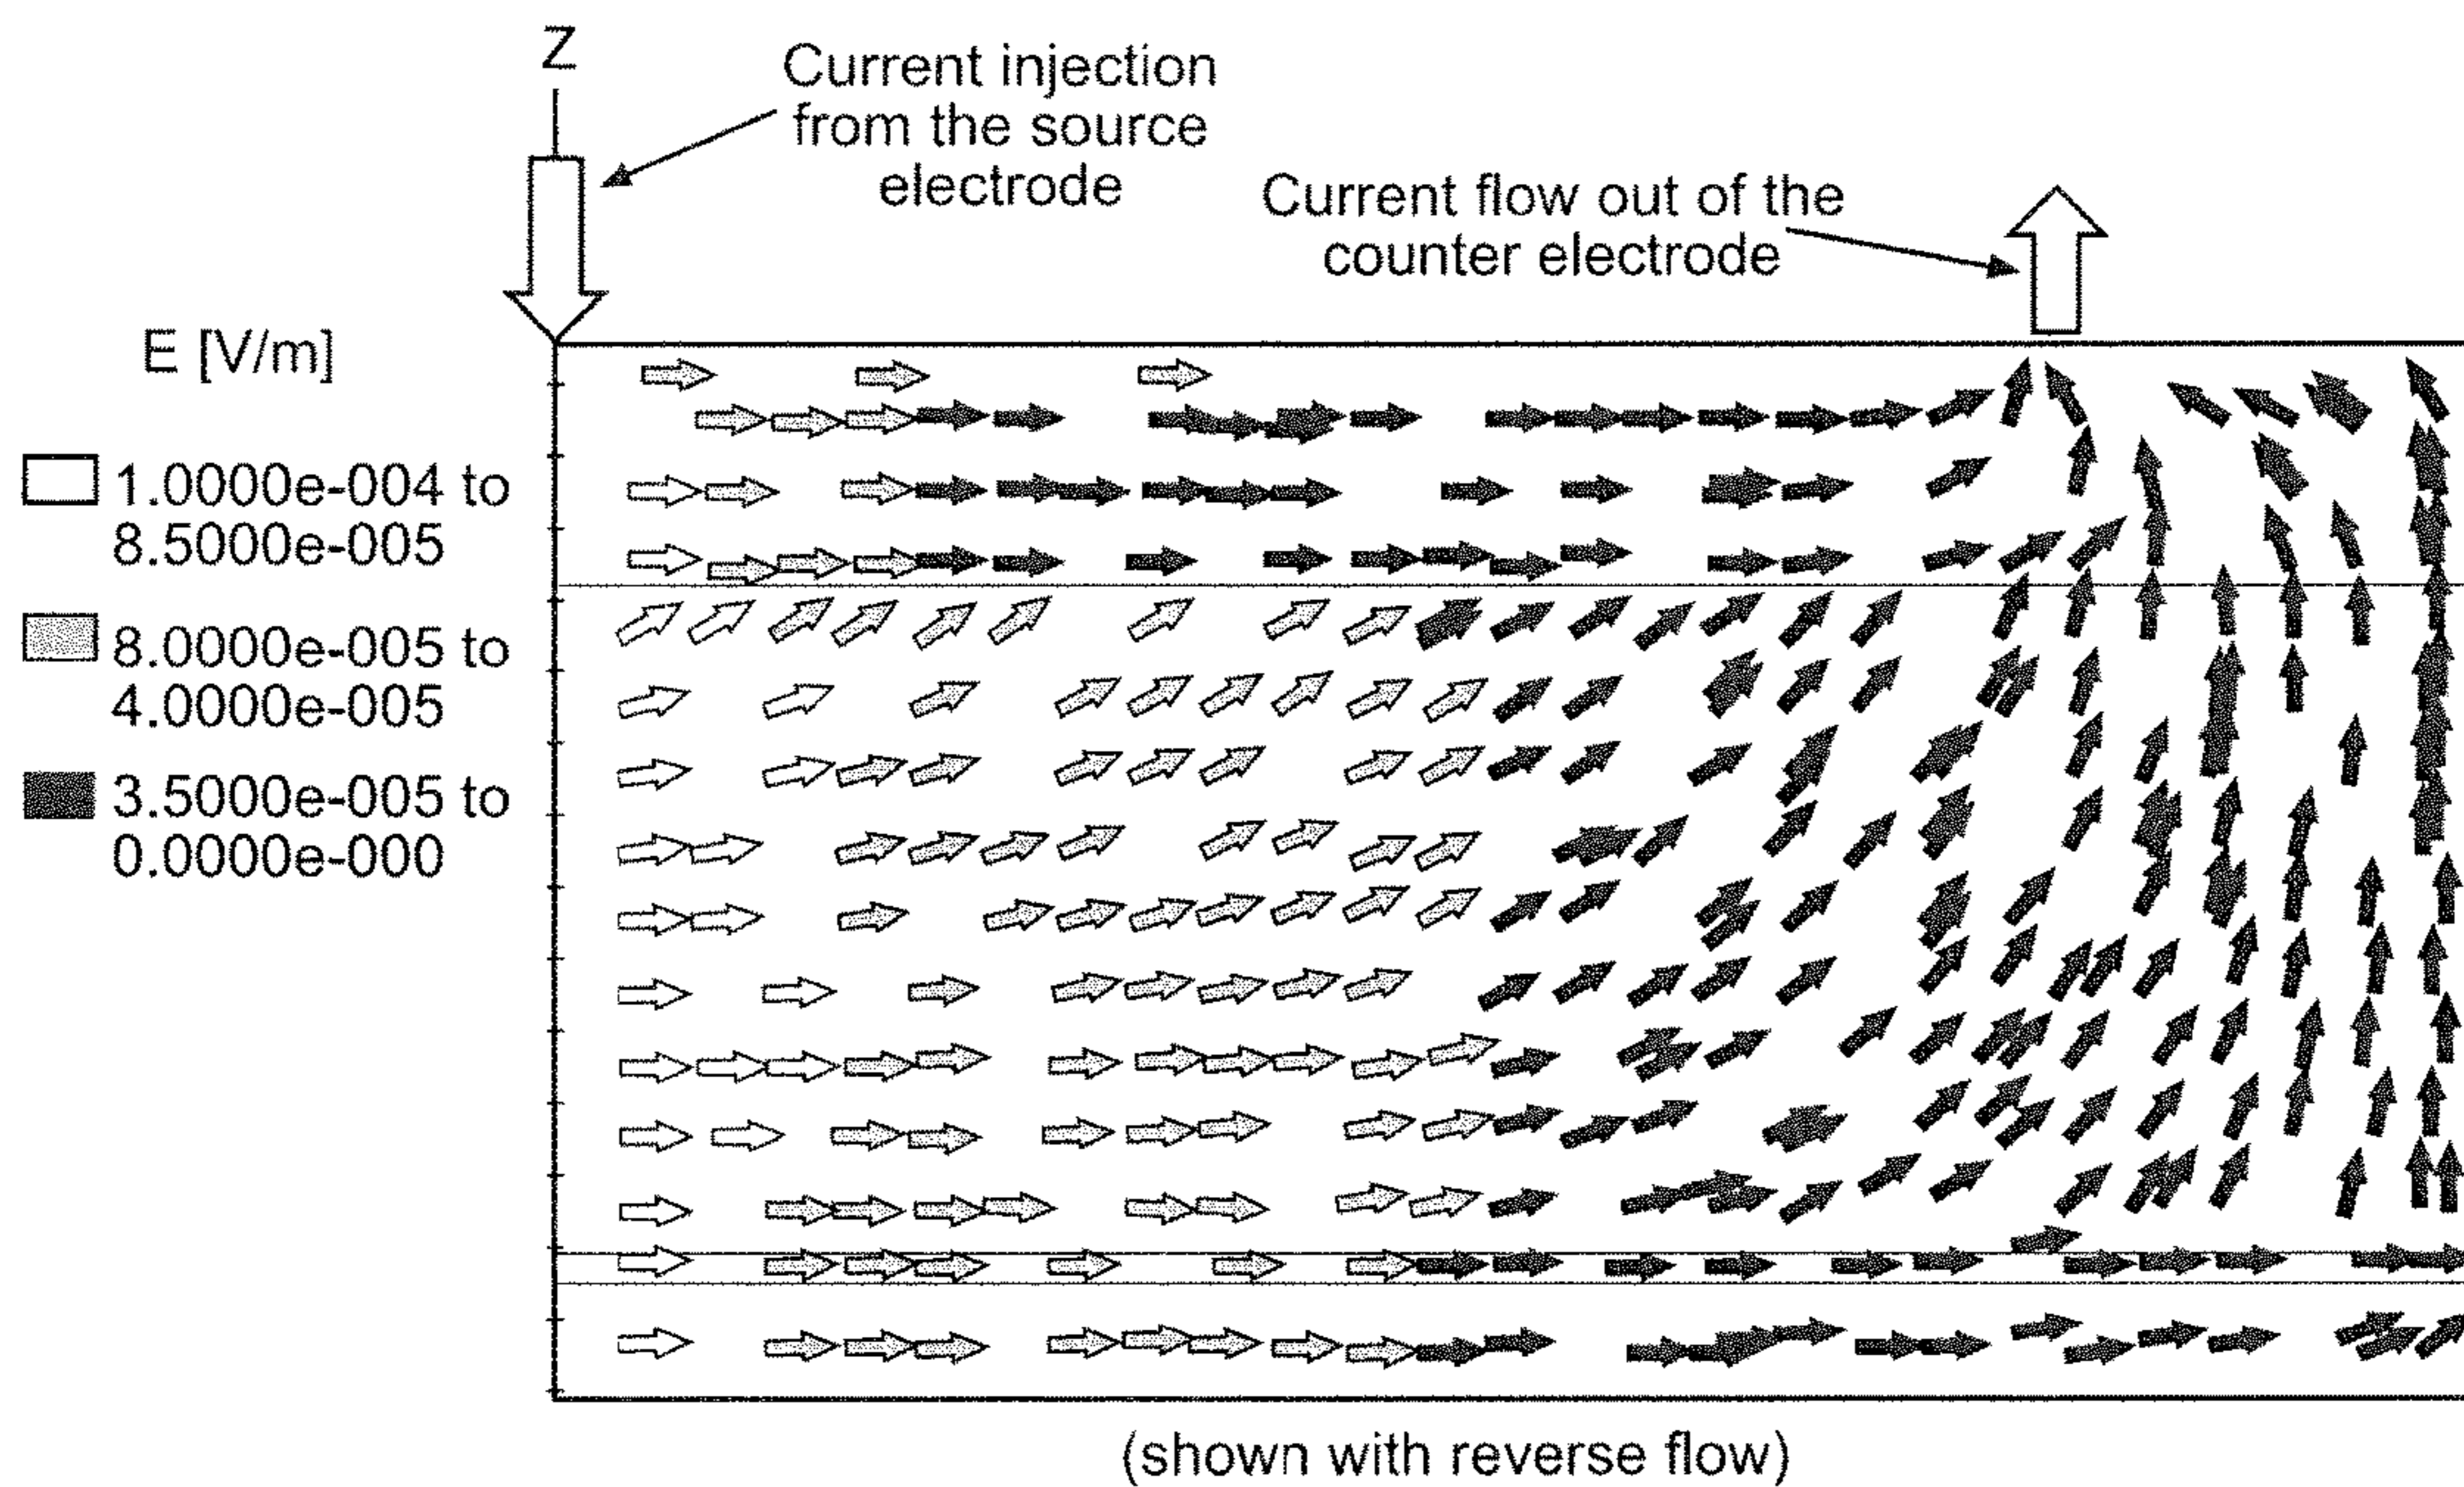 Z
Current injection
from the source
electrode
Current flow out of the
counter electrode
E [V/m]
1.0000e-004 to
8.5000e-005
8.0000e-005 to
4.0000e-005
3.5000e-005 to
0.0000e-000
(shown with reverse flow)